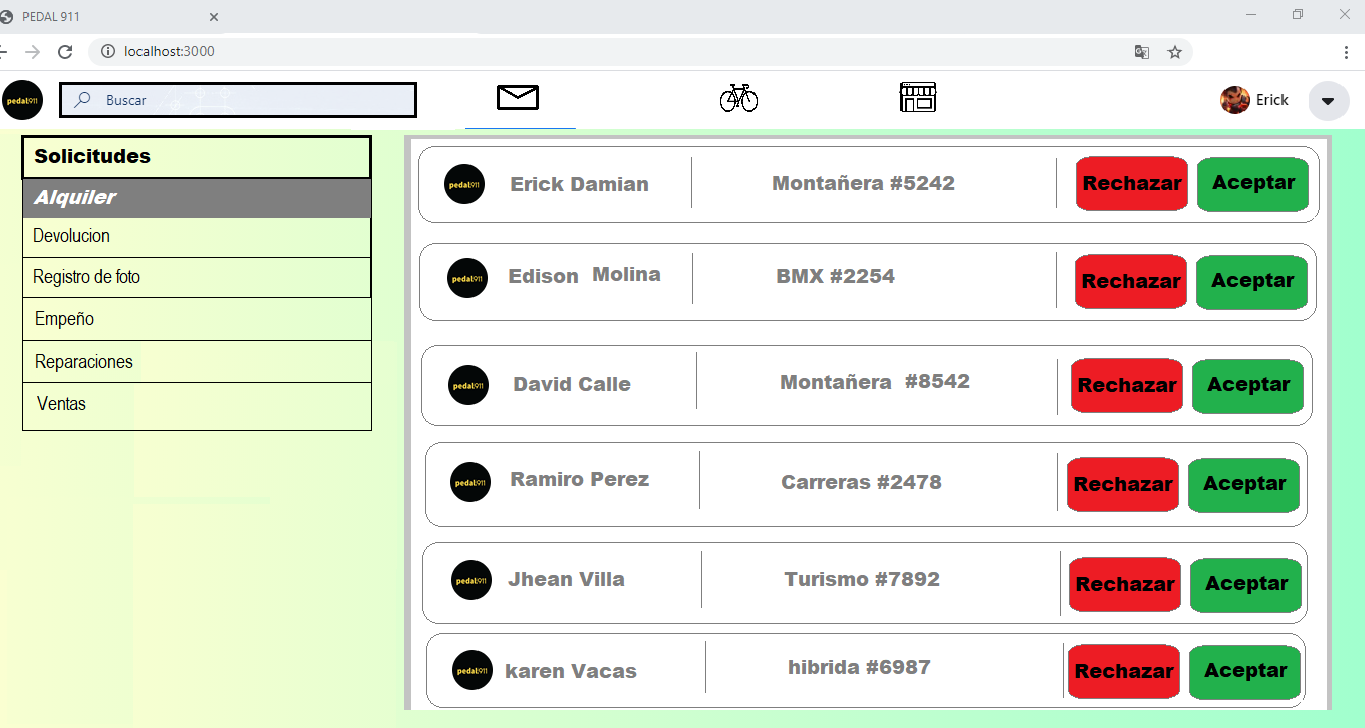 PEDAL 911
localhost:3000
pedal911
Buscar
Erick
Solicitudes
Alquiler
Devolucion
Registro de foto
Empeño
Reparaciones
Ventas
pedal911 Erick Damian Montañera #5242 Rechazar Aceptar
pedal911 Edison Molina BMX #2254 Rechazar Aceptar
pedal911 David Calle Montañera #8542 Rechazar Aceptar
pedal911 Ramiro Perez Carreras #2478 Rechazar Aceptar
pedal911 Jhean Villa Turismo #7892 Rechazar Aceptar
pedal911 karen Vacas hibrida #6987 Rechazar Aceptar